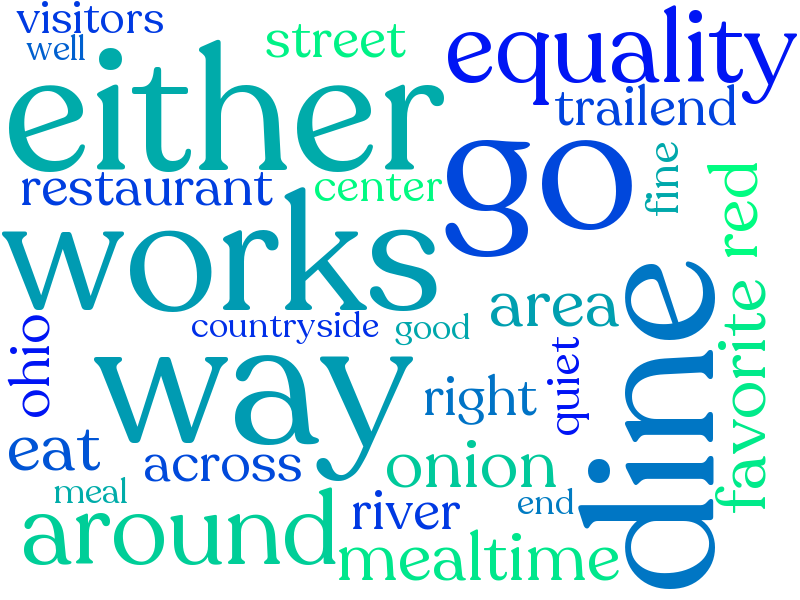 visitors
well
street
equality
either
trailend
go
fine
restaurant
center
red
works
area
dine
countryside
good
favorite
ohio
way
quiet
right
eat
across
onion
meal
end
river
around
mealtime